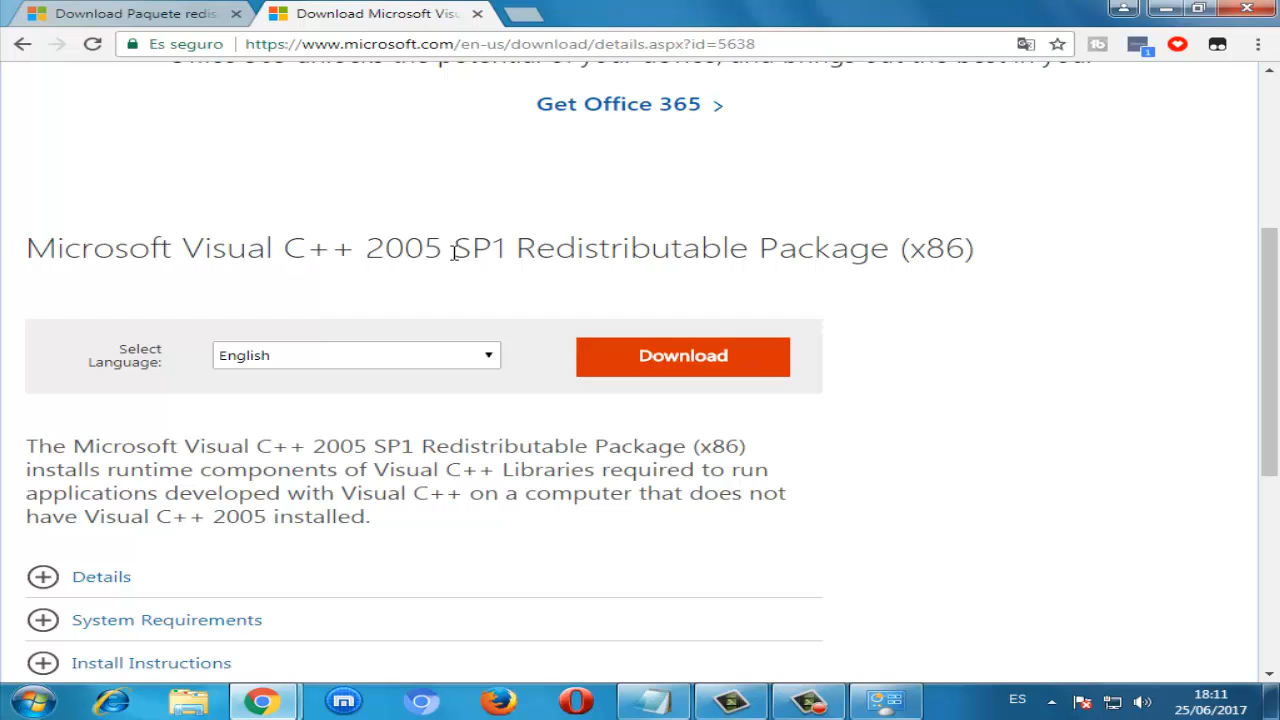 Download Paquete redis
Download Microsoft Visu
Es seguro
https://www.microsoft.com/en-us/download/details.aspx?id=5638
1
Get Office 365 >
Microsoft Visual C++ 2005 SP1 Redistributable Package (x86)
Select
Language:
English
Download
The Microsoft Visual C++ 2005 SP1 Redistributable Package (x86)
installs runtime components of Visual C++ Libraries required to run
applications developed with Visual C++ on a computer that does not
have Visual C++ 2005 installed.
Details
System Requirements
Install Instructions
ES
18:11
25/06/2017